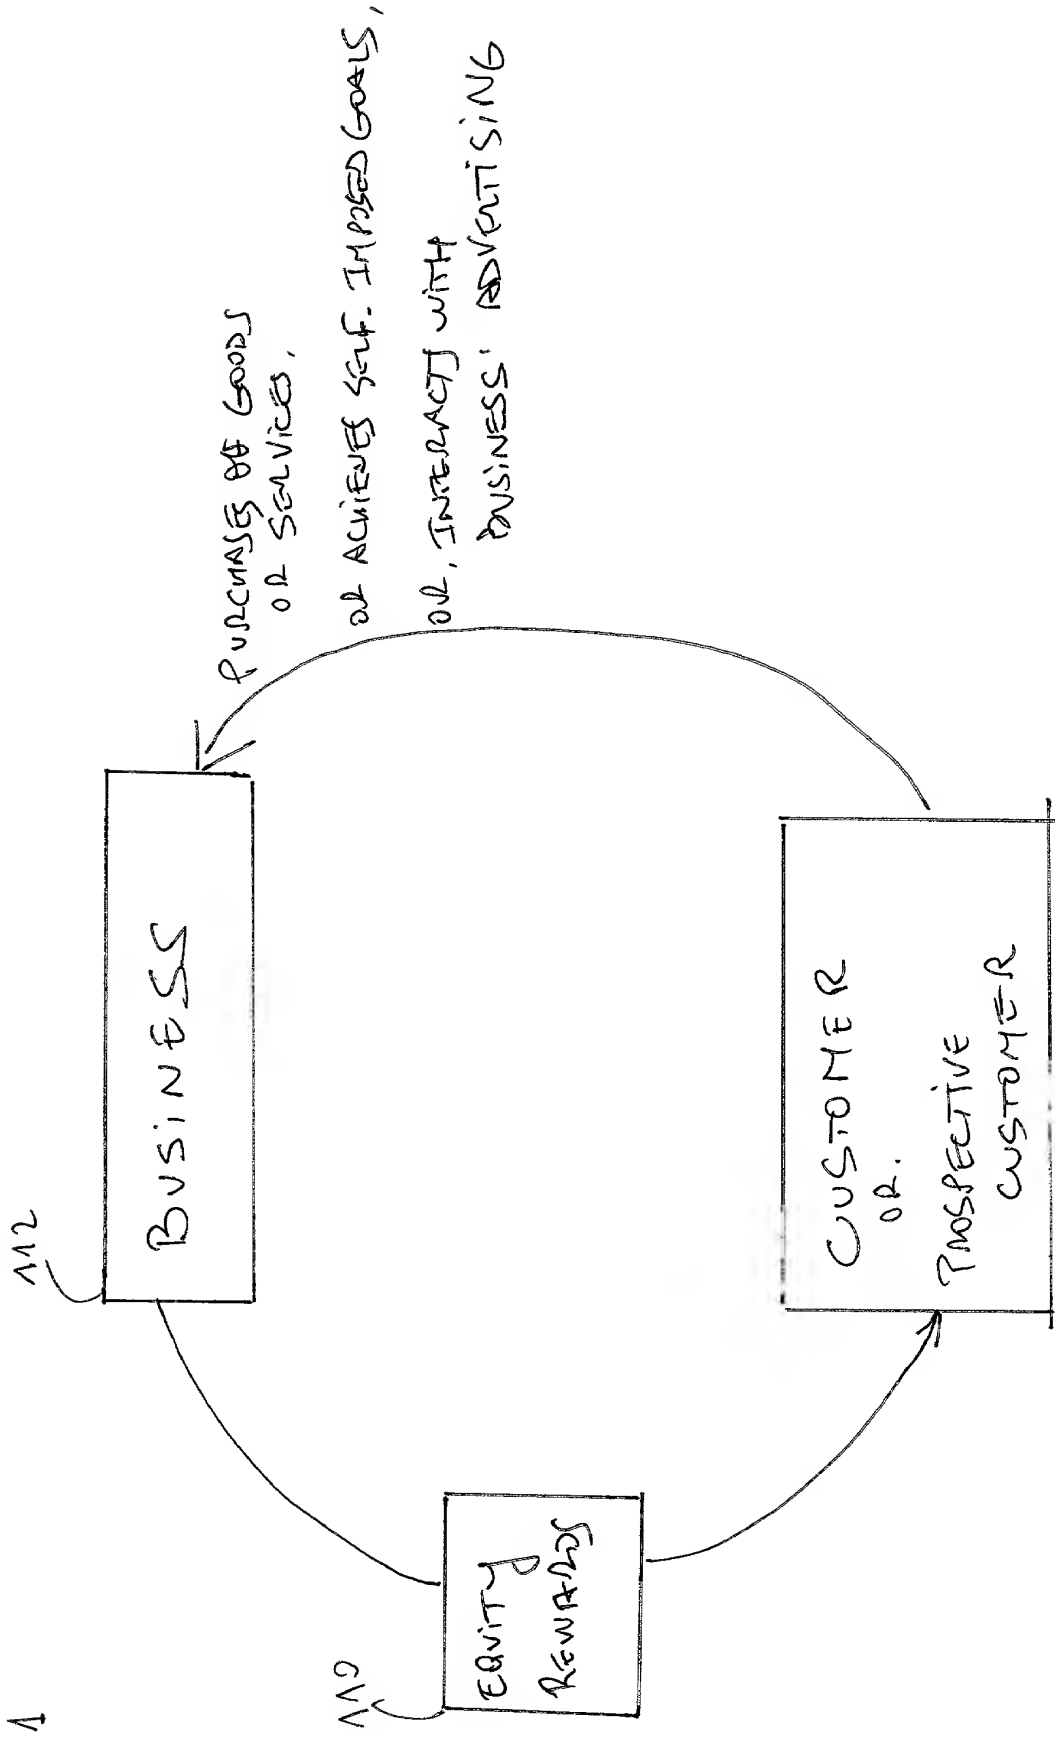 1
112
BUSINESS
PURCHASES OF GOODS
OR SERVICES,
OR ACHIEVES SELF-IMPOSED GOALS,
OR, INTERACTS WITH
BUSINESS' ADVERTISING
110
EQUITY
REWARDS
CUSTOMER
OR.
PROSPECTIVE
CUSTOMER